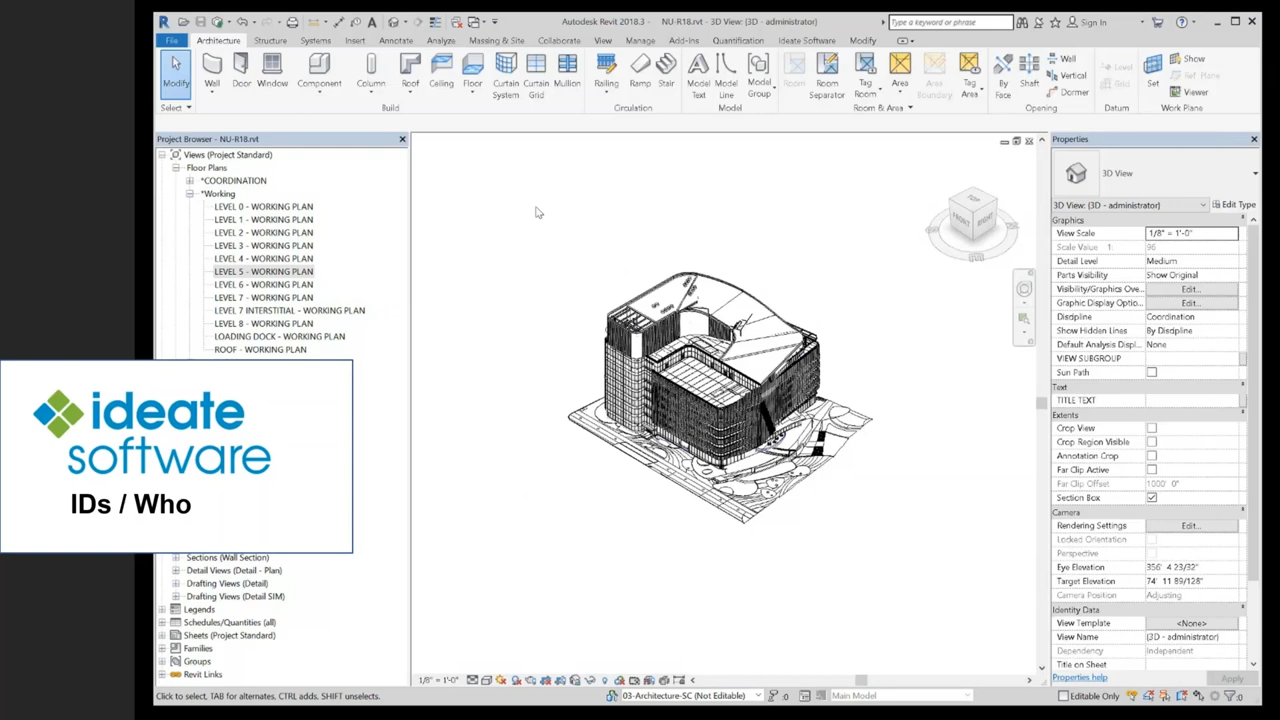 Autodesk Revit 2018.3 - NU-R18.rvt - 3D View: {3D - administrator}
Type a keyword or phrase
Sign In
File
Architecture
Structure
Systems
Insert
Annotate
Analyze
Massing & Site
Collaborate
View
Manage
Add-Ins
Quantification
Ideate Software
Modify
Modify
Wall
Door
Window
Component
Column
Roof
Ceiling
Floor
Curtain System
Curtain Grid
Mullion
Railing
Ramp
Stair
Model Text
Model Line
Model Group
Room
Room Separator
Tag Room
Area
Area Boundary
Tag Area
By Face
Shaft
Wall
Vertical
Dormer
Level
Grid
Set
Show
Ref Plane
Viewer
Select
Build
Circulation
Model
Room & Area
Opening
Datum
Work Plane
Project Browser - NU-R18.rvt
Views (Project Standard)
Floor Plans
*COORDINATION
*Working
LEVEL 0 - WORKING PLAN
LEVEL 1 - WORKING PLAN
LEVEL 2 - WORKING PLAN
LEVEL 3 - WORKING PLAN
LEVEL 4 - WORKING PLAN
LEVEL 5 - WORKING PLAN
LEVEL 6 - WORKING PLAN
LEVEL 7 - WORKING PLAN
LEVEL 7 INTERSTITIAL - WORKING PLAN
LEVEL 8 - WORKING PLAN
LOADING DOCK - WORKING PLAN
ROOF - WORKING PLAN
ideate
software
IDs / Who
Sections (Wall Section)
Detail Views (Detail - Plan)
Drafting Views (Detail)
Drafting Views (Detail SIM)
Legends
Schedules/Quantities (all)
Sheets (Project Standard)
Families
Groups
Revit Links
TOP
FRONT
RIGHT
Properties
3D View
3D View: {3D - administrator}
Edit Type
Graphics
View Scale 1/8" = 1'-0"
Scale Value 1: 96
Detail Level Medium
Parts Visibility Show Original
Visibility/Graphics Ove... Edit...
Graphic Display Optio... Edit...
Discipline Coordination
Show Hidden Lines By Discipline
Default Analysis Displ... None
VIEW SUBGROUP
Sun Path
Text
TITLE TEXT
Extents
Crop View
Crop Region Visible
Annotation Crop
Far Clip Active
Far Clip Offset 1000' 0"
Section Box
Camera
Rendering Settings Edit...
Locked Orientation
Perspective
Eye Elevation 356' 4 23/32"
Target Elevation 74' 11 89/128"
Camera Position Adjusting
Identity Data
View Template <None>
View Name {3D - administrator}
Dependency Independent
Title on Sheet
Properties help
Apply
1/8" = 1'-0"
Click to select, TAB for alternates, CTRL adds, SHIFT unselects.
03-Architecture-SC (Not Editable)
:0
Main Model
Editable Only
:0